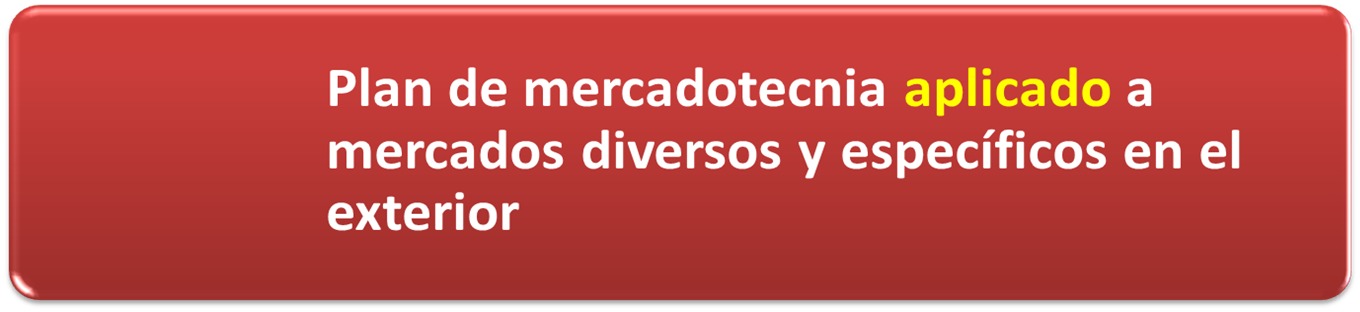 Plan de mercadotecnia aplicado a
mercados diversos y específicos en el
exterior